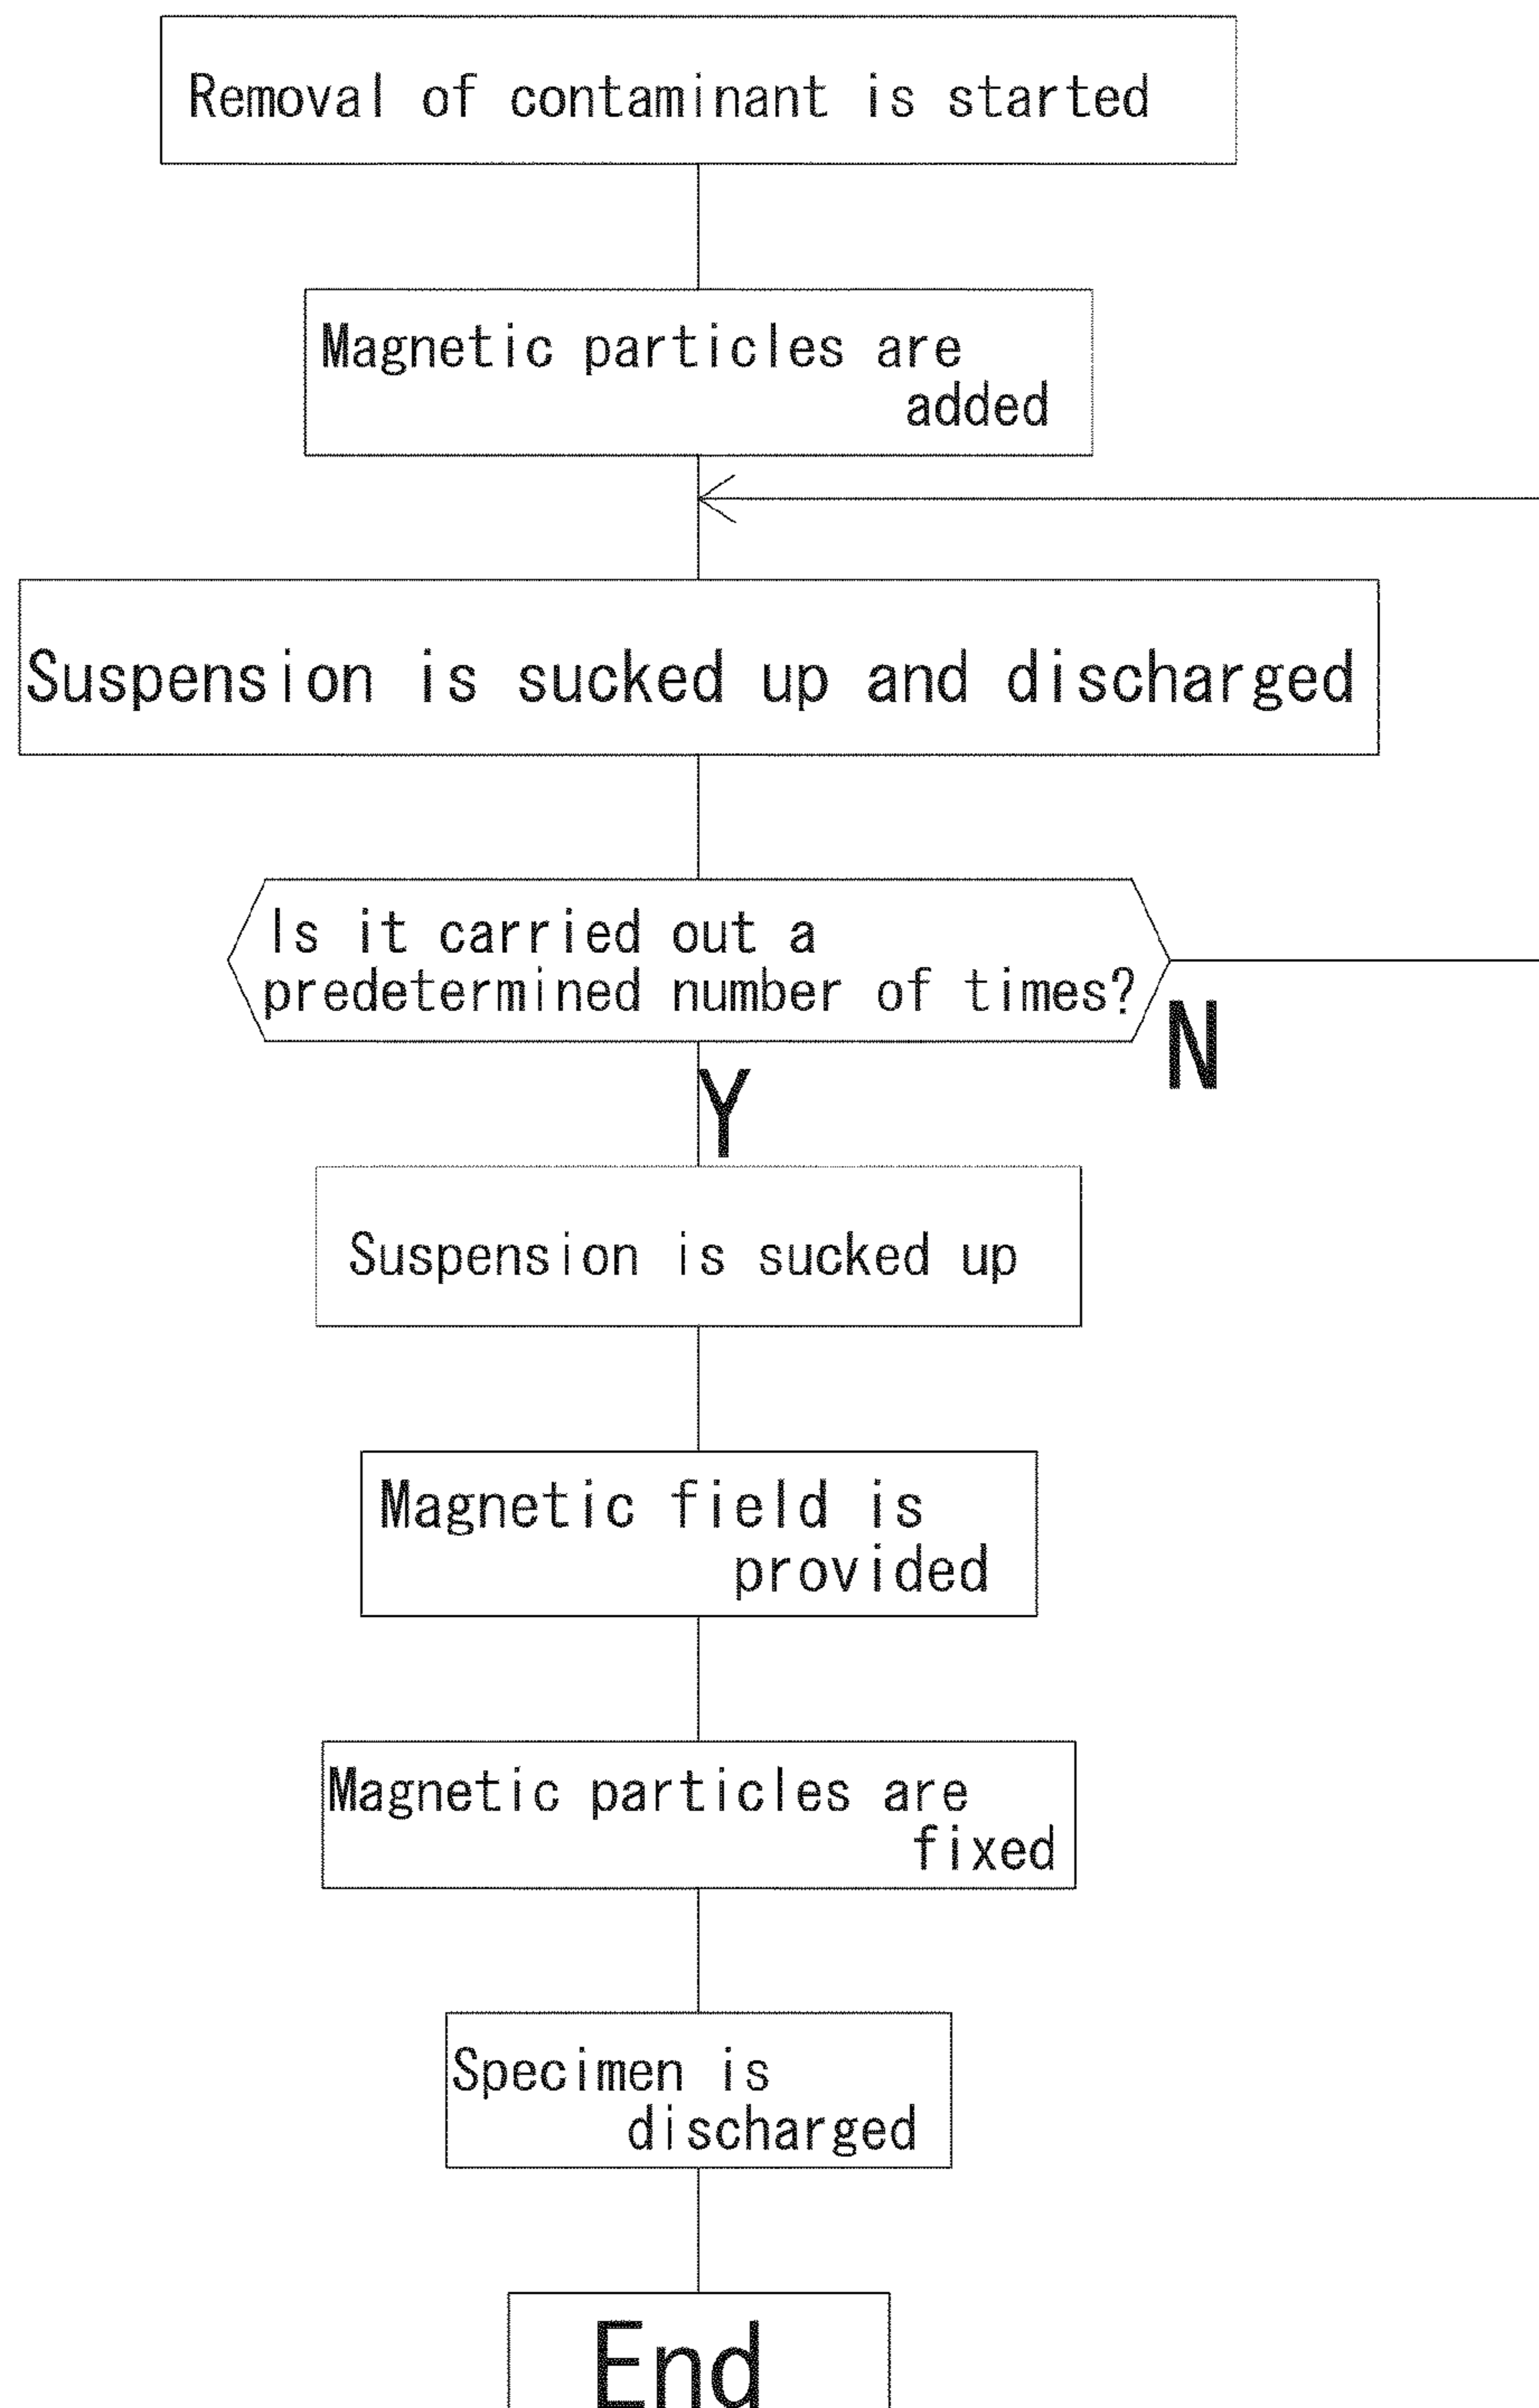 Removal of contaminant is started
Magnetic particles are
added
Suspension is sucked up and discharged
Is it carried out a
predetermined number of times?
N
Y
Suspension is sucked up
Magnetic field is
provided
Magnetic particles are
fixed
Specimen is
discharged
End